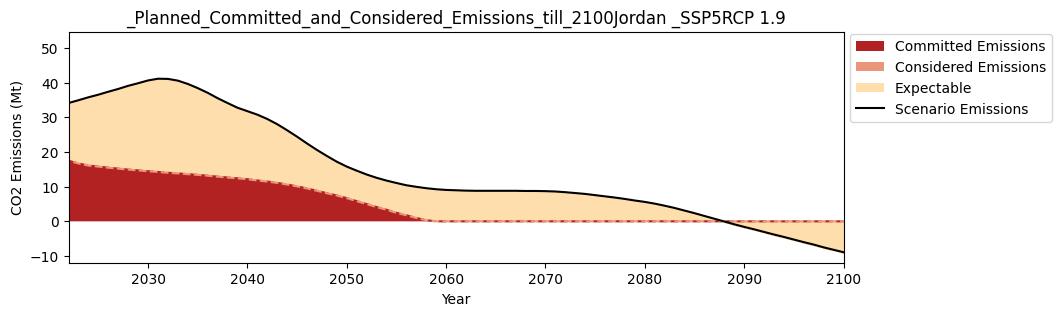 _Planned_Committed_and_Considered_Emissions_till_2100Jordan _SSP5RCP 1.9
50
40
30
20
10
0
−10
CO2 Emissions (Mt)
2030 2040 2050 2060 2070 2080 2090 2100
Year
Committed Emissions
Considered Emissions
Expectable
Scenario Emissions